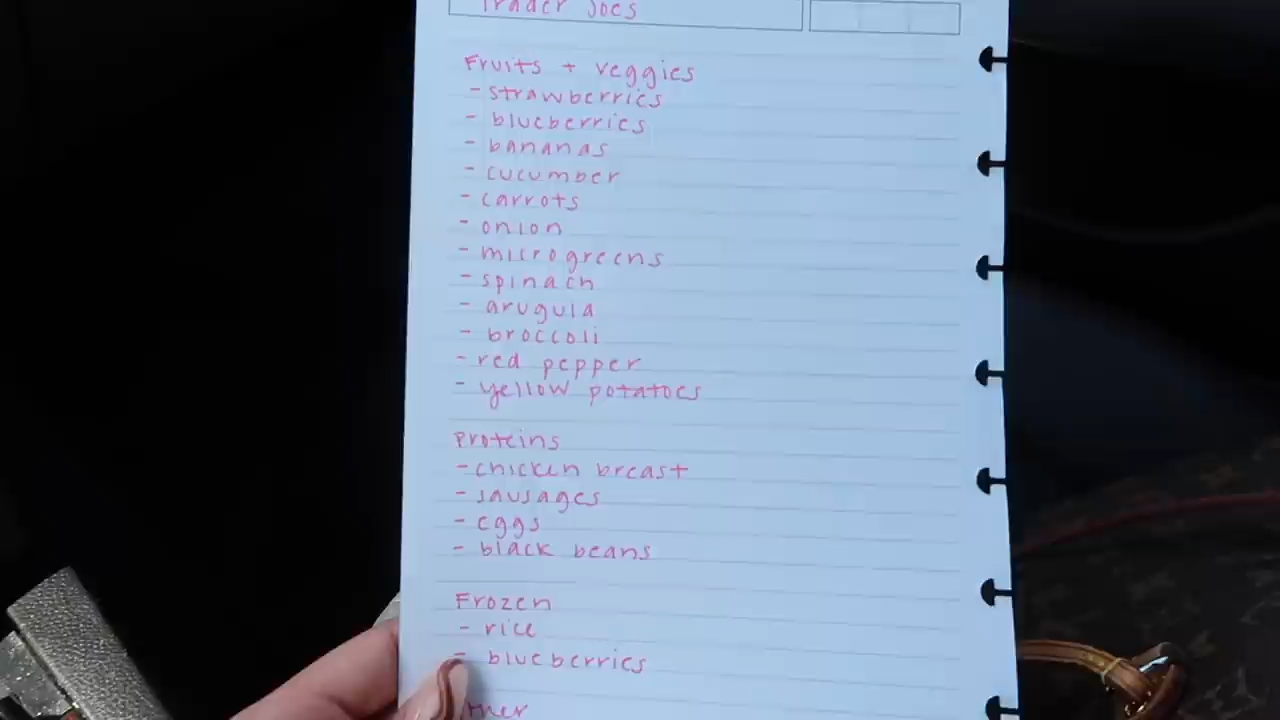 Trader Joes
Fruits + veggies
- strawberries
- blueberries
- bananas
- cucumber
- carrots
- onion
- microgreens
- spinach
- arugula
- broccoli
- red pepper
- yellow potatoes
Proteins
- chicken breast
- sausages
- eggs
- black beans
Frozen
- rice
- blueberries